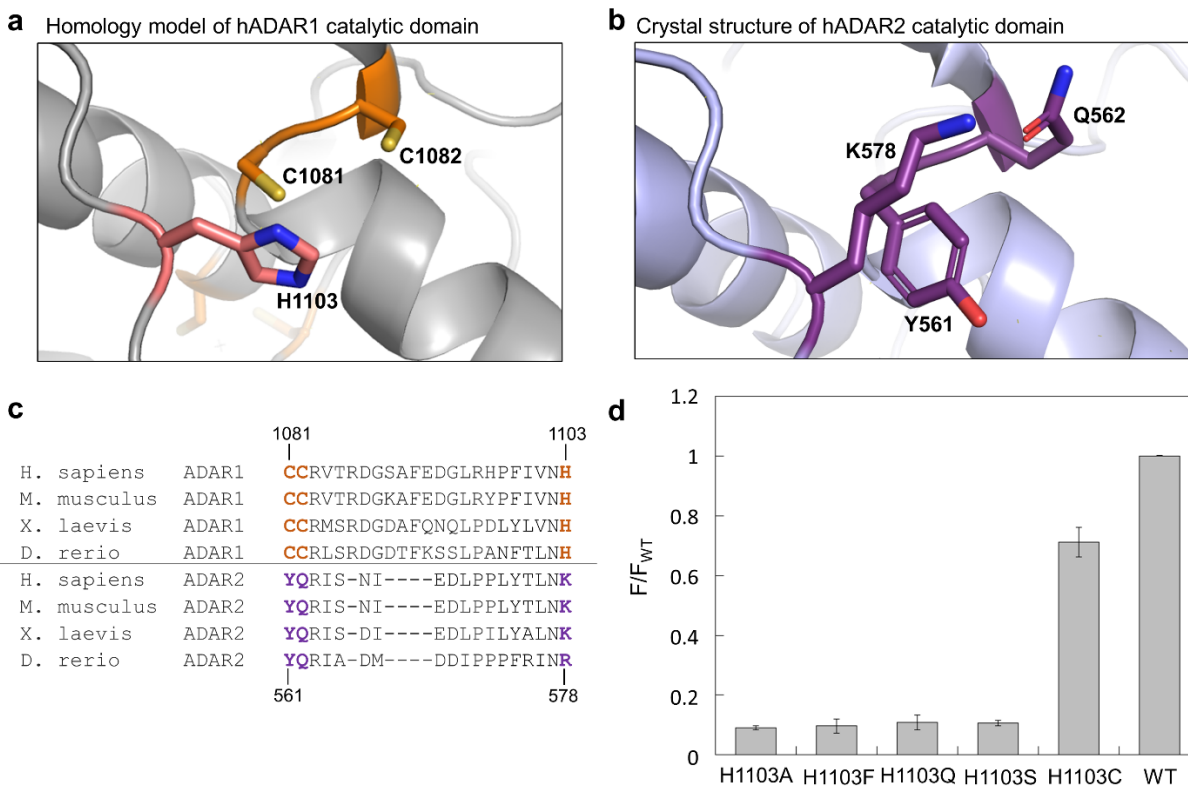 a Homology model of hADAR1 catalytic domain
C1082
C1081
H1103
b Crystal structure of hADAR2 catalytic domain
Q562
K578
Y561
c
1081 1103
H. sapiens ADAR1 CCRVTRDGSAFEDGLRHPFIVNH
M. musculus ADAR1 CCRVTRDGKAFEDGLRYPFIVNH
X. laevis ADAR1 CCRMSRDGDAFQNQLPDLYLVNH
D. rerio ADAR1 CCRLSRDGDTFKSSLPANFTLNH
H. sapiens ADAR2 YQRIS-NI----EDLPPLYTLNK
M. musculus ADAR2 YQRIS-NI----EDLPPLYTLNK
X. laevis ADAR2 YQRIS-DI----EDLPILYALNK
D. rerio ADAR2 YQRIA-DM----DDIPPPFRINR
561 578
d
1.2
1
0.8
0.6
0.4
0.2
0
F/FWT
H1103A H1103F H1103Q H1103S H1103C WT